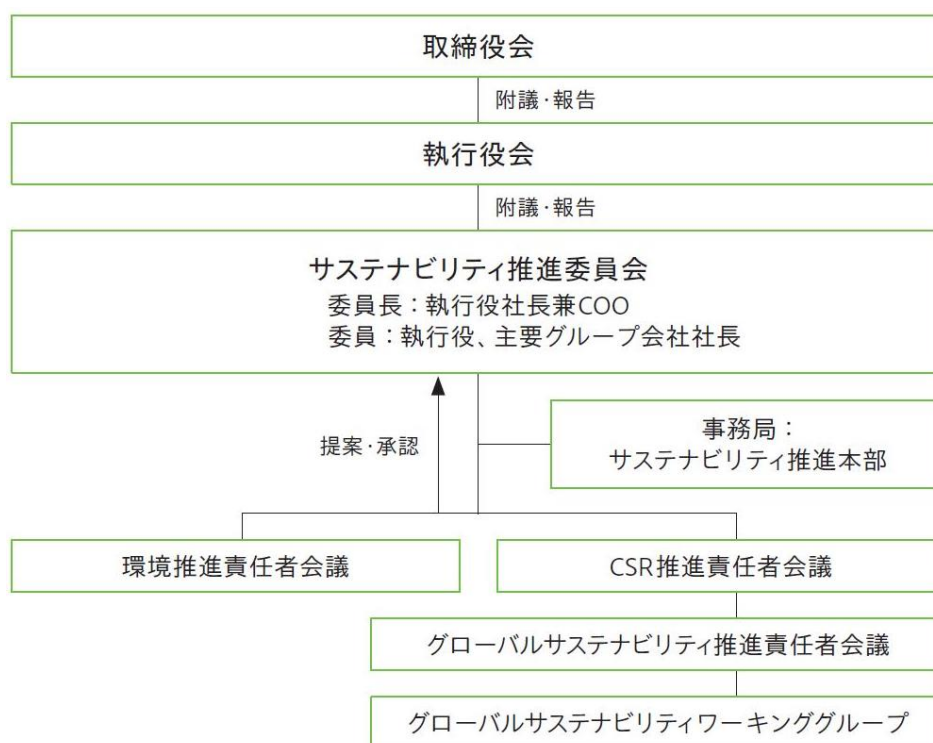 取締役会
附議·報告
執行役会
附議·報告
サステナビリティ推進委員会
委員長：執行役社長兼COO
委員：執行役、主要グループ会社社長
提案·承認
事務局：
サステナビリティ推進本部
環境推進責任者会議
CSR推進責任者会議
グローバルサステナビリティ推進責任者会議
グローバルサステナビリティワーキンググループ